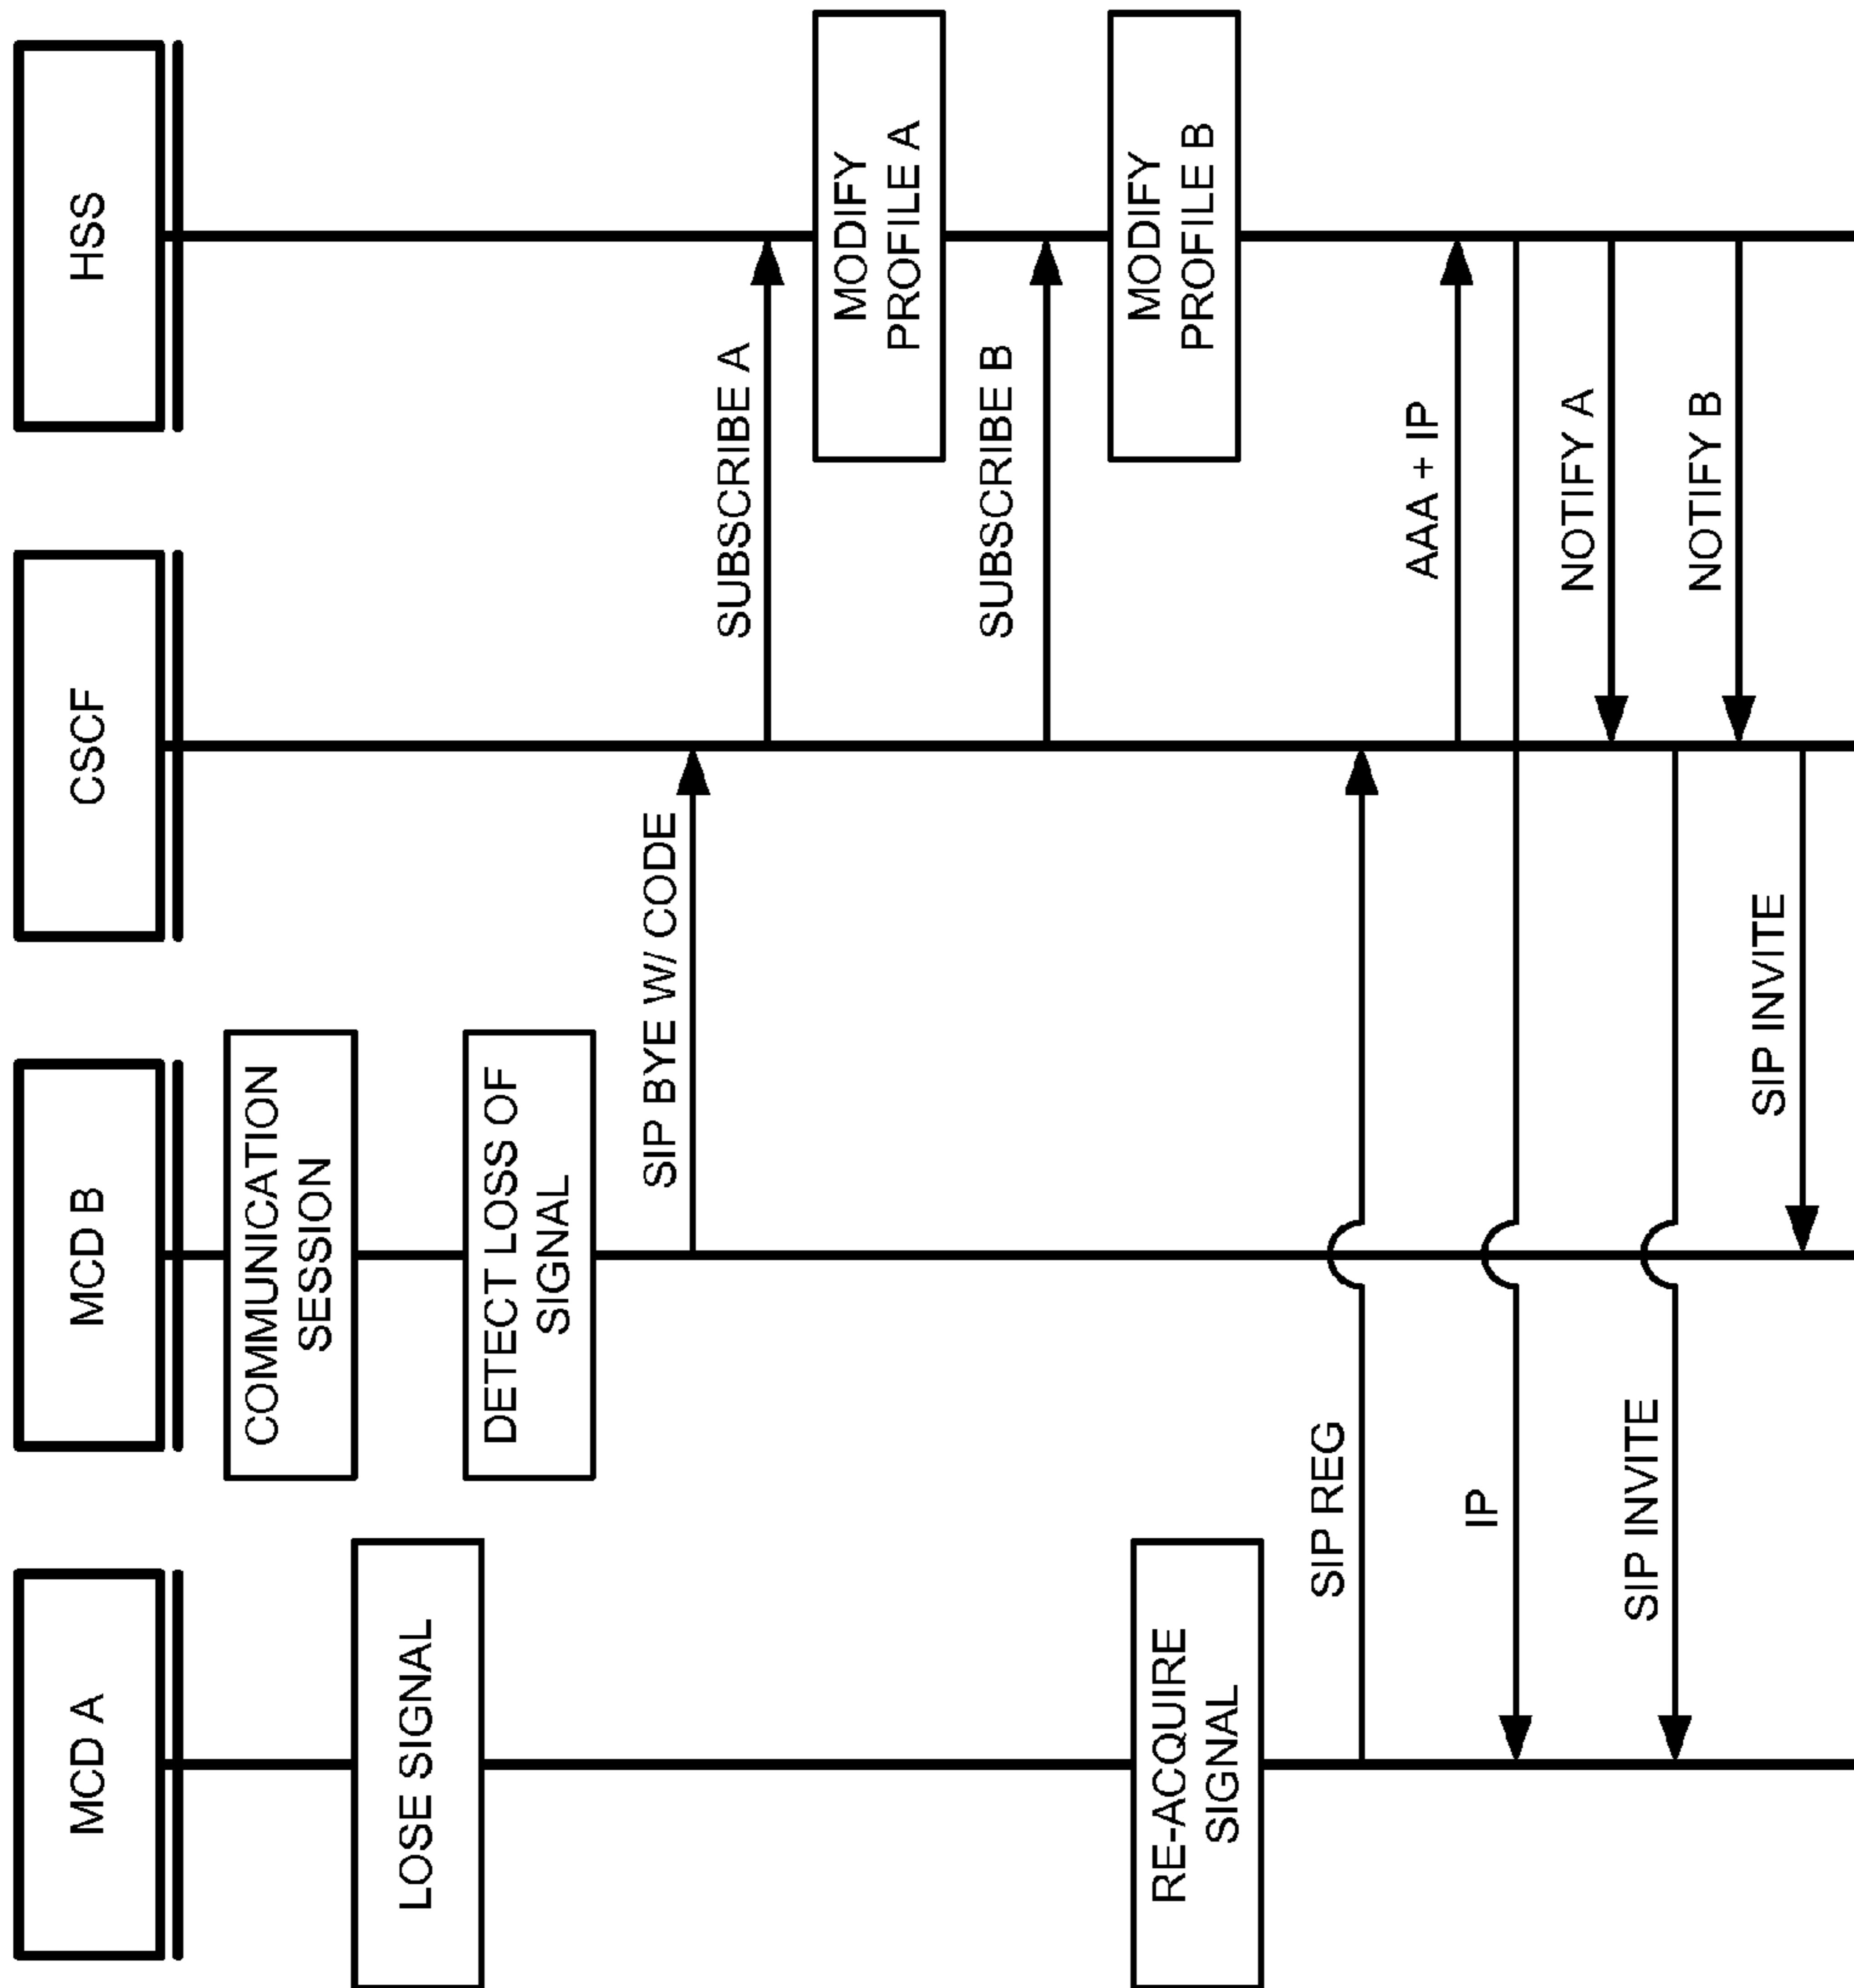 MCD A
MCD B
CSCF
HSS
COMMUNICATION
SESSION
LOSE SIGNAL
DETECT LOSS OF
SIGNAL
SIP BYE W/ CODE
SUBSCRIBE A
MODIFY
PROFILE A
SUBSCRIBE B
MODIFY
PROFILE B
RE-ACQUIRE
SIGNAL
SIP REG
AAA + IP
IP
NOTIFY A
SIP INVITE
NOTIFY B
SIP INVITE